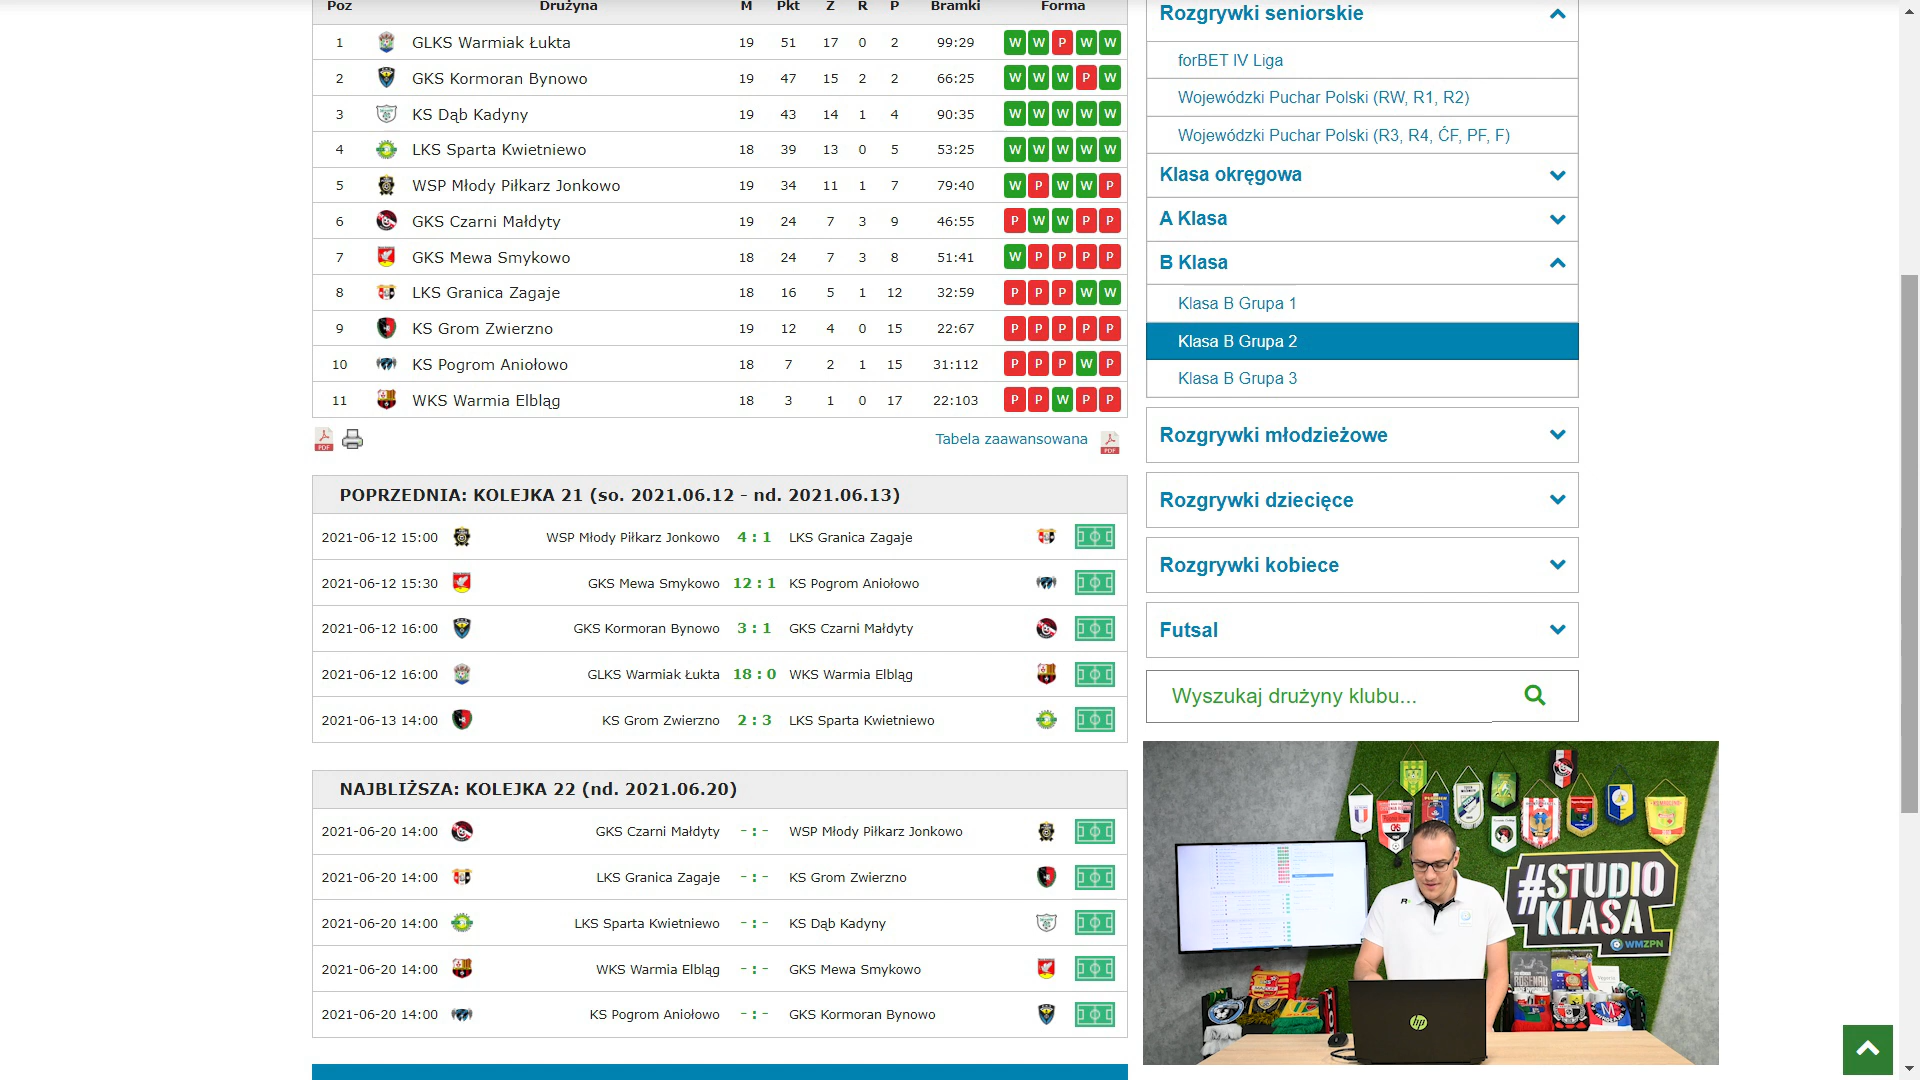 Poz Drużyna M Pkt Z R P Bramki Forma
1 GLKS Warmiak Łukta 19 51 17 0 2 99:29 W W P W W
2 GKS Kormoran Bynowo 19 47 15 2 2 66:25 W W W P W
3 KS Dąb Kadyny 19 43 14 1 4 90:35 W W W W W
4 LKS Sparta Kwietniewo 18 39 13 0 5 53:25 W W W W W
5 WSP Młody Piłkarz Jonkowo 19 34 11 1 7 79:40 W P W W P
6 GKS Czarni Małdyty 19 24 7 3 9 46:55 P W W P P
7 GKS Mewa Smykowo 18 24 7 3 8 51:41 W P P P P
8 LKS Granica Zagaje 18 16 5 1 12 32:59 P P P W W
9 KS Grom Zwierzno 19 12 4 0 15 22:67 P P P P P
10 KS Pogrom Aniołowo 18 7 2 1 15 31:112 P P P W P
11 WKS Warmia Elbląg 18 3 1 0 17 22:103 P P W P P
PDF Tabela zaawansowana PDF
POPRZEDNIA: KOLEJKA 21 (so. 2021.06.12 - nd. 2021.06.13)
2021-06-12 15:00 WSP Młody Piłkarz Jonkowo 4 : 1 LKS Granica Zagaje
2021-06-12 15:30 GKS Mewa Smykowo 12 : 1 KS Pogrom Aniołowo
2021-06-12 16:00 GKS Kormoran Bynowo 3 : 1 GKS Czarni Małdyty
2021-06-12 16:00 GLKS Warmiak Łukta 18 : 0 WKS Warmia Elbląg
2021-06-13 14:00 KS Grom Zwierzno 2 : 3 LKS Sparta Kwietniewo
NAJBLIŻSZA: KOLEJKA 22 (nd. 2021.06.20)
2021-06-20 14:00 GKS Czarni Małdyty - : - WSP Młody Piłkarz Jonkowo
2021-06-20 14:00 LKS Granica Zagaje - : - KS Grom Zwierzno
2021-06-20 14:00 LKS Sparta Kwietniewo - : - KS Dąb Kadyny
2021-06-20 14:00 WKS Warmia Elbląg - : - GKS Mewa Smykowo
2021-06-20 14:00 KS Pogrom Aniołowo - : - GKS Kormoran Bynowo
Rozgrywki seniorskie
forBET IV Liga
Wojewódzki Puchar Polski (RW, R1, R2)
Wojewódzki Puchar Polski (R3, R4, ĆF, PF, F)
Klasa okręgowa
A Klasa
B Klasa
Klasa B Grupa 1
Klasa B Grupa 2
Klasa B Grupa 3
Rozgrywki młodzieżowe
Rozgrywki dziecięce
Rozgrywki kobiece
Futsal
Wyszukaj drużyny klubu...
#STUDIO
KLASA
WMZPN
hp